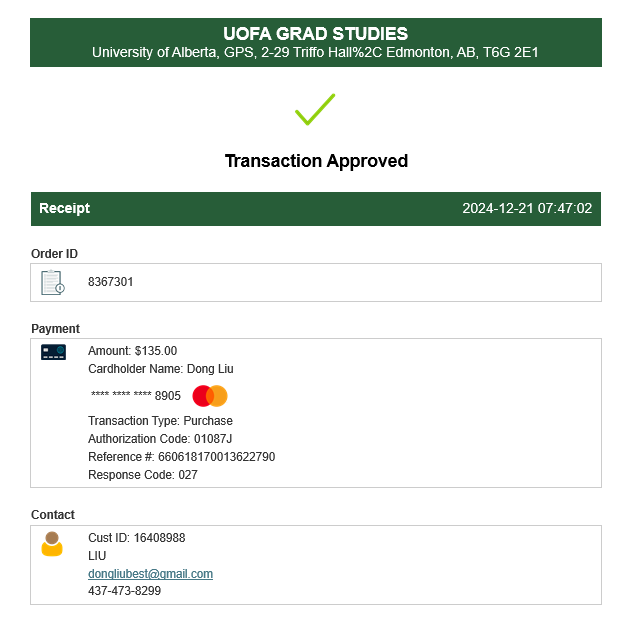 UOFA GRAD STUDIES
University of Alberta, GPS, 2-29 Triffo Hall%2C Edmonton, AB, T6G 2E1
Transaction Approved
Receipt 2024-12-21 07:47:02
Order ID
8367301
Payment
Amount: $135.00
Cardholder Name: Dong Liu
**** **** **** 8905
Transaction Type: Purchase
Authorization Code: 01087J
Reference #: 660618170013622790
Response Code: 027
Contact
Cust ID: 16408988
LIU
dongliubest@gmail.com
437-473-8299